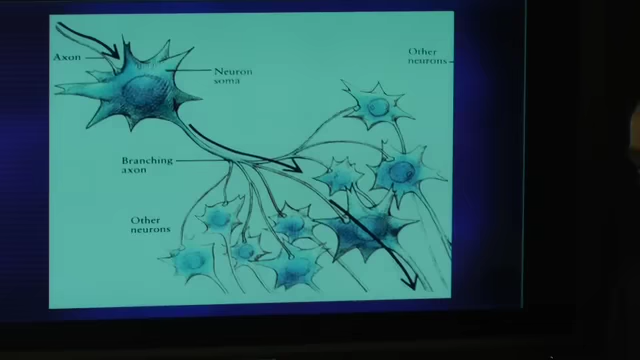 Axon
Neuron
soma
Other
neurons
Branching
axon
Other
neurons